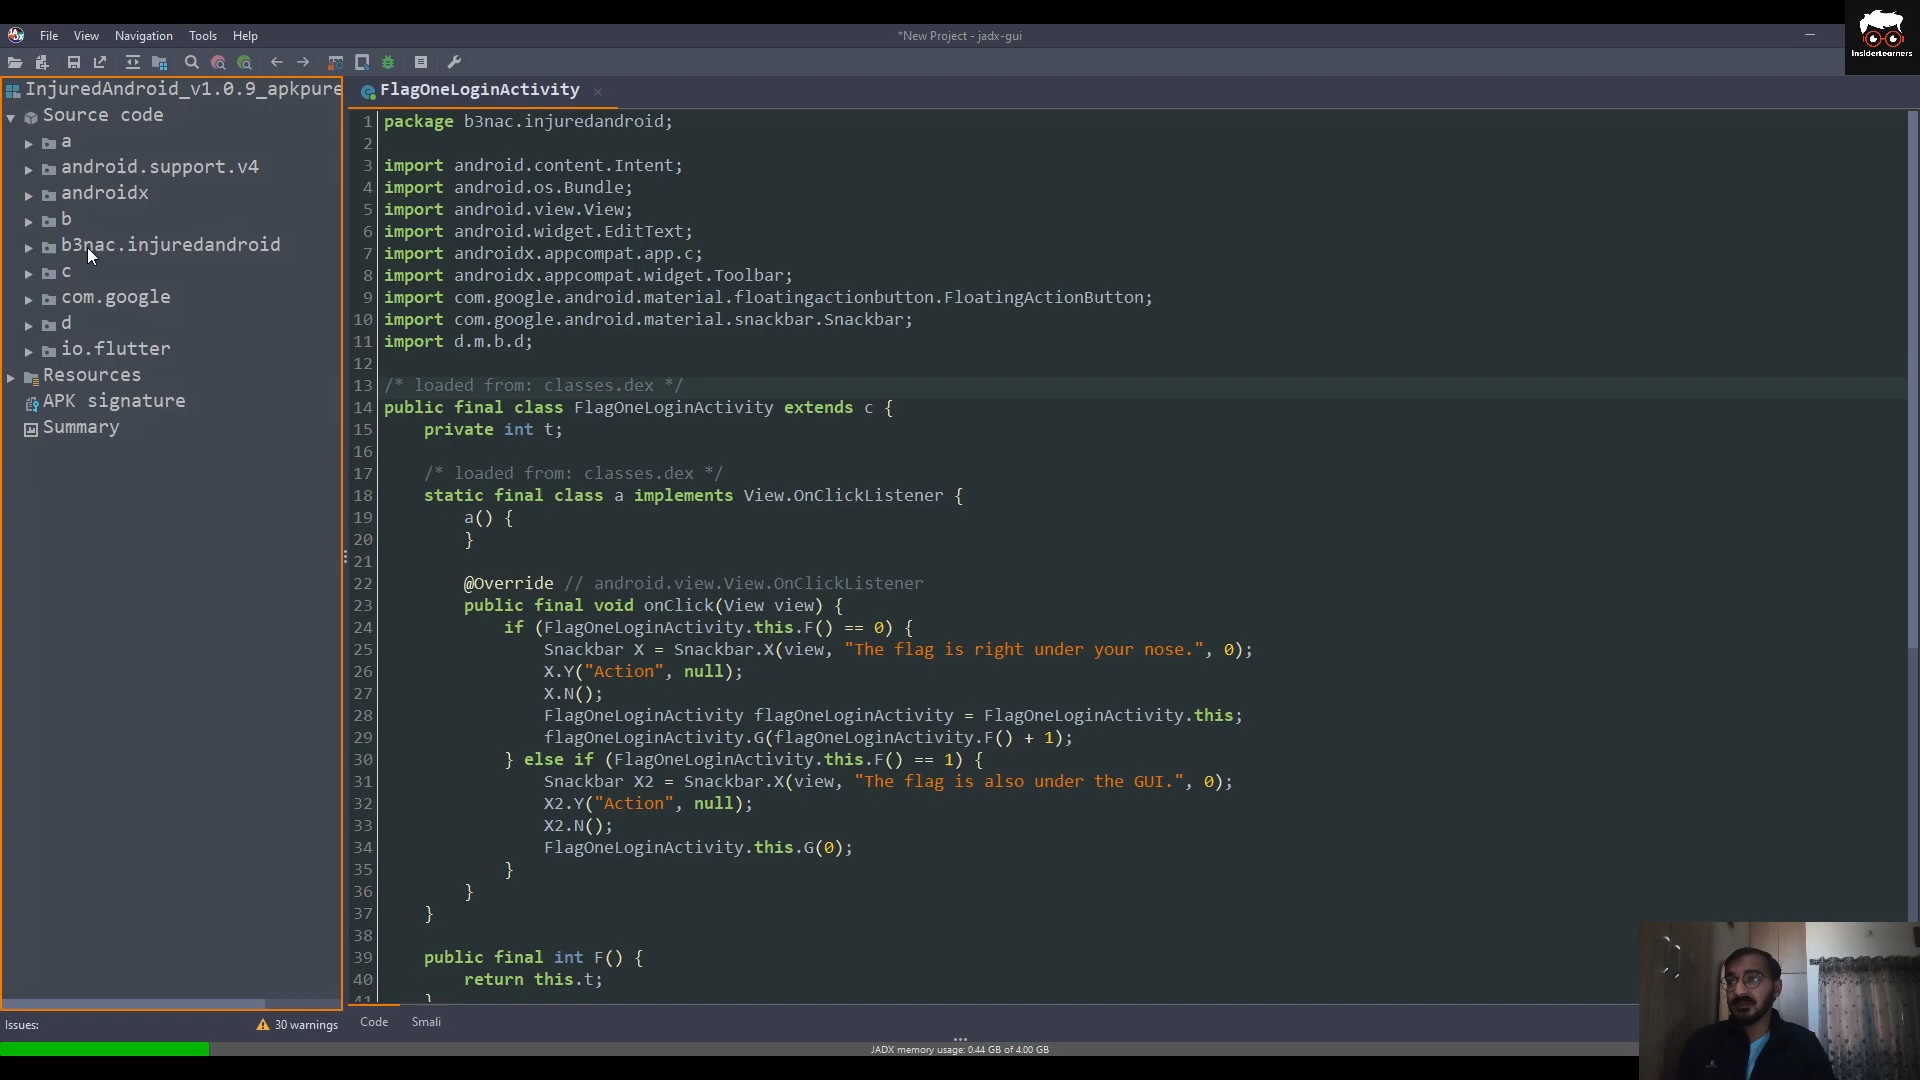 File View Navigation Tools Help
*New Project - jadx-gui
InsiderLearners
InjuredAndroid_v1.0.9_apkpure
Source code
a
android.support.v4
androidx
b
b3nac.injuredandroid
c
com.google
d
io.flutter
Resources
APK signature
Summary
Issues:
30 warnings
FlagOneLoginActivity
1 package b3nac.injuredandroid;
2
3 import android.content.Intent;
4 import android.os.Bundle;
5 import android.view.View;
6 import android.widget.EditText;
7 import androidx.appcompat.app.c;
8 import androidx.appcompat.widget.Toolbar;
9 import com.google.android.material.floatingactionbutton.FloatingActionButton;
10 import com.google.android.material.snackbar.Snackbar;
11 import d.m.b.d;
12
13 /* loaded from: classes.dex */
14 public final class FlagOneLoginActivity extends c {
15 private int t;
16
17 /* loaded from: classes.dex */
18 static final class a implements View.OnClickListener {
19 a() {
20 }
21
22 @Override // android.view.View.OnClickListener
23 public final void onClick(View view) {
24 if (FlagOneLoginActivity.this.F() == 0) {
25 Snackbar X = Snackbar.X(view, "The flag is right under your nose.", 0);
26 X.Y("Action", null);
27 X.N();
28 FlagOneLoginActivity flagOneLoginActivity = FlagOneLoginActivity.this;
29 flagOneLoginActivity.G(flagOneLoginActivity.F() + 1);
30 } else if (FlagOneLoginActivity.this.F() == 1) {
31 Snackbar X2 = Snackbar.X(view, "The flag is also under the GUI.", 0);
32 X2.Y("Action", null);
33 X2.N();
34 FlagOneLoginActivity.this.G(0);
35 }
36 }
37 }
38
39 public final int F() {
40 return this.t;
41 }
Code Smali
JADX memory usage: 0.44 GB of 4.00 GB